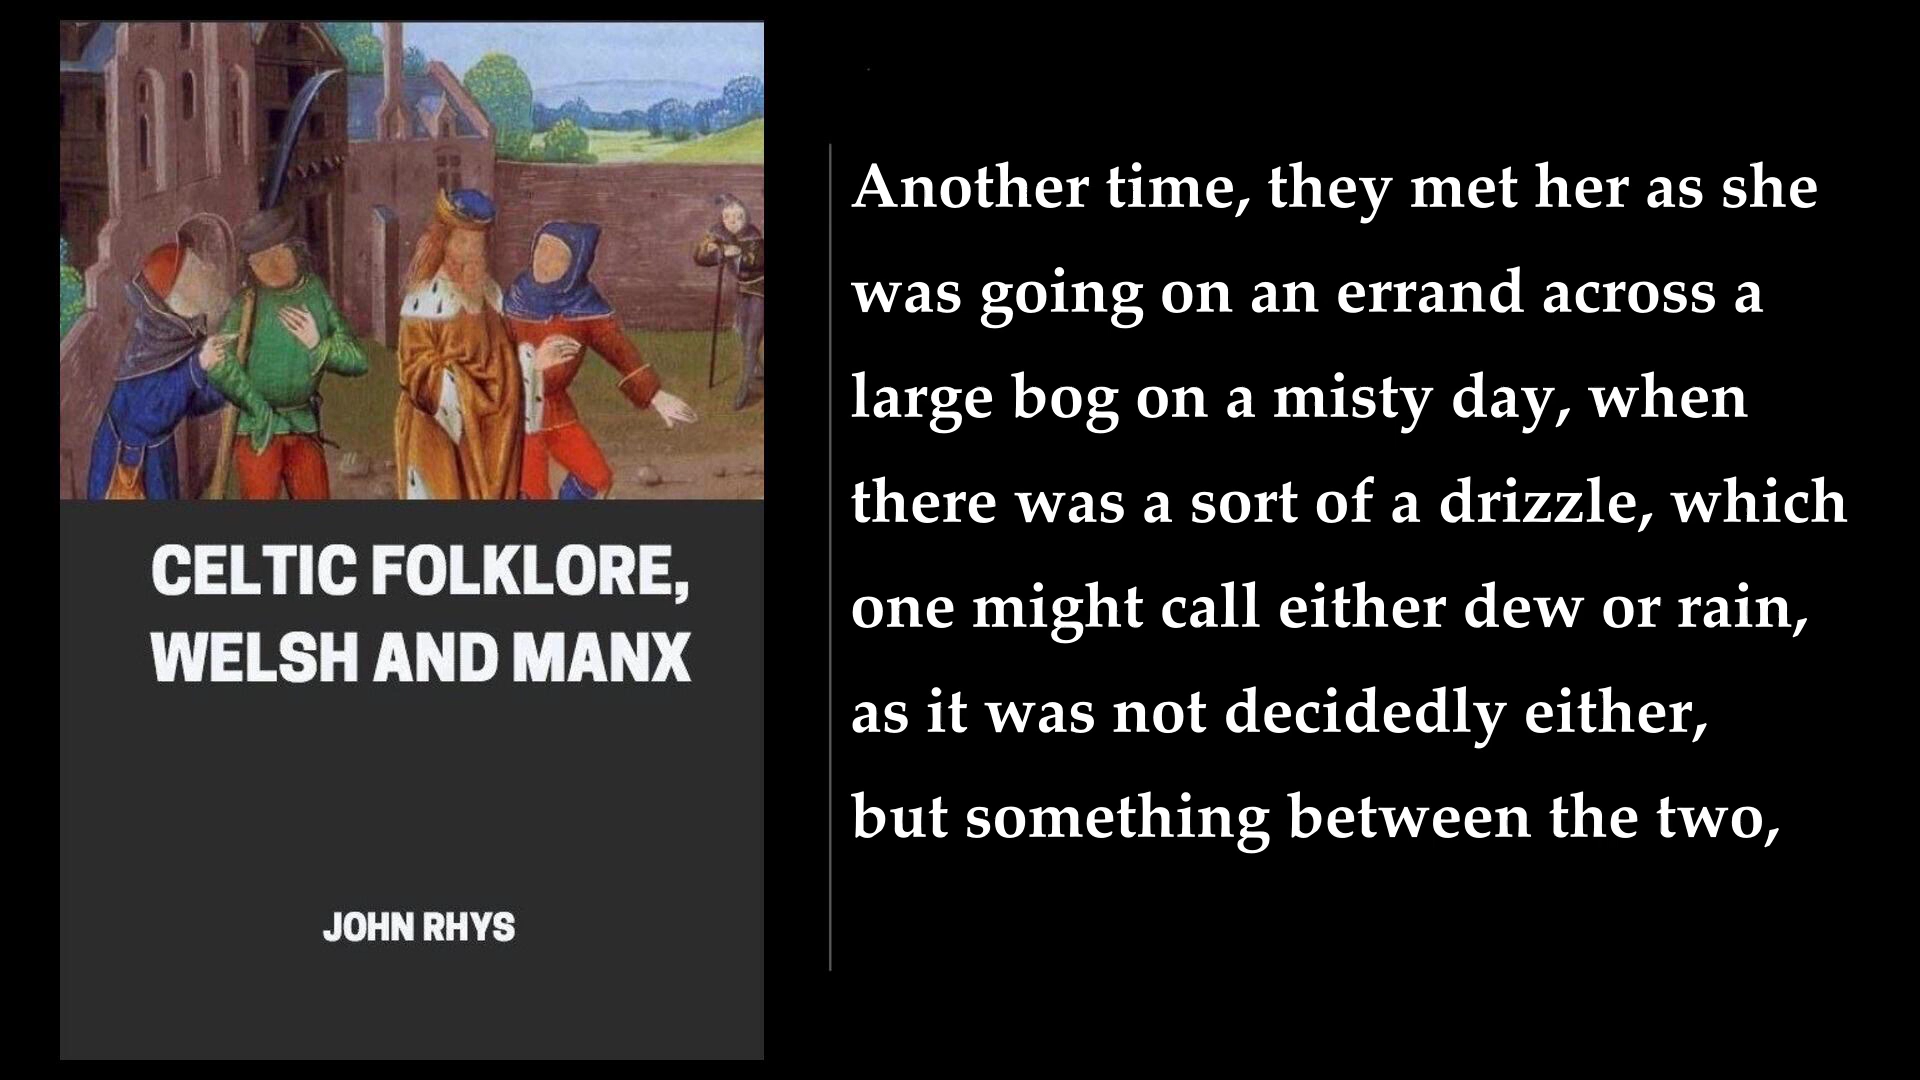 CELTIC FOLKLORE,
WELSH AND MANX
JOHN RHYS
Another time, they met her as she
was going on an errand across a
large bog on a misty day, when
there was a sort of a drizzle, which
one might call either dew or rain,
as it was not decidedly either,
but something between the two,